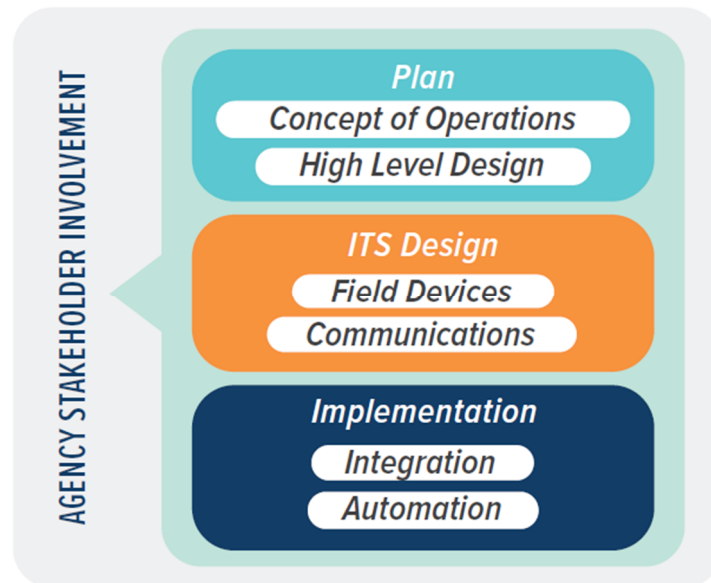 AGENCY STAKEHOLDER INVOLVEMENT
Plan
Concept of Operations
High Level Design
ITS Design
Field Devices
Communications
Implementation
Integration
Automation